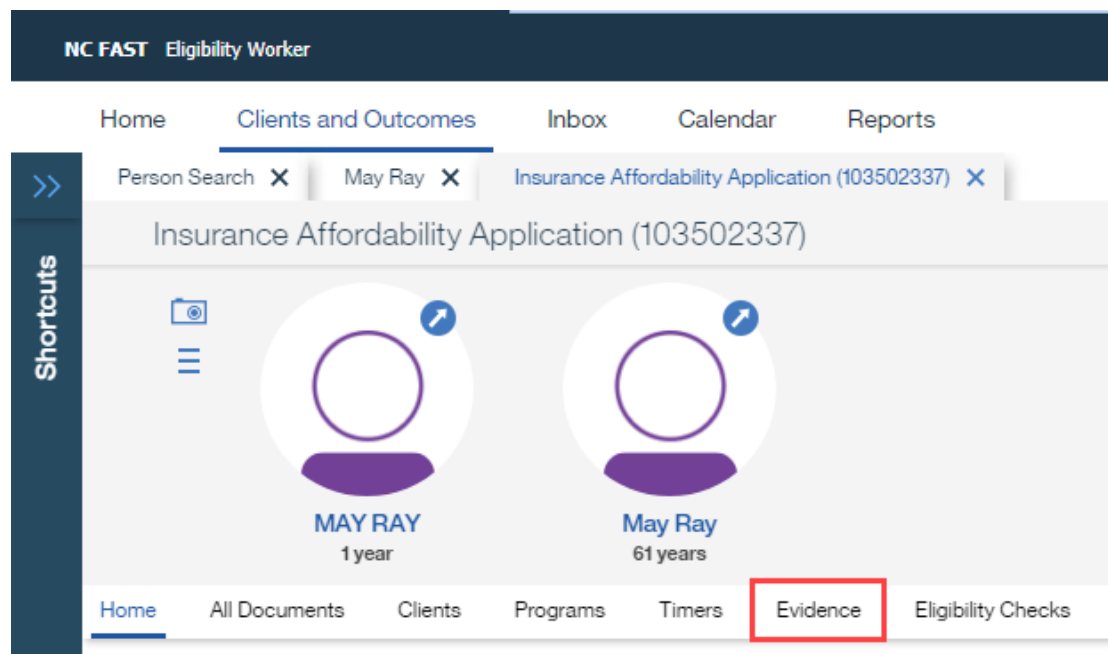 NC FAST Eligibility Worker
Home Clients and Outcomes Inbox Calendar Reports
Person Search May Ray Insurance Affordability Application (103502337)
Insurance Affordability Application (103502337)
Shortcuts
MAY RAY May Ray
1 year 61 years
Home All Documents Clients Programs Timers Evidence Eligibility Checks